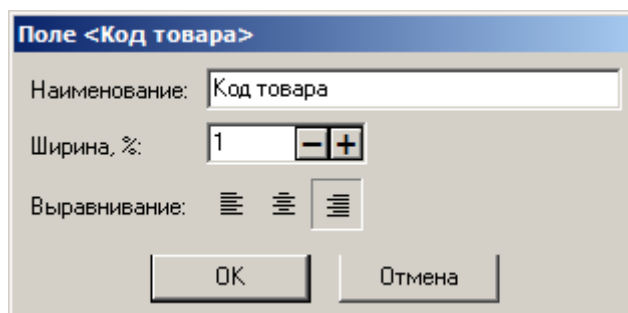 Поле <Код товара>
Наименование: Код товара
Ширина, %: 1
Выравнивание:
OK Отмена